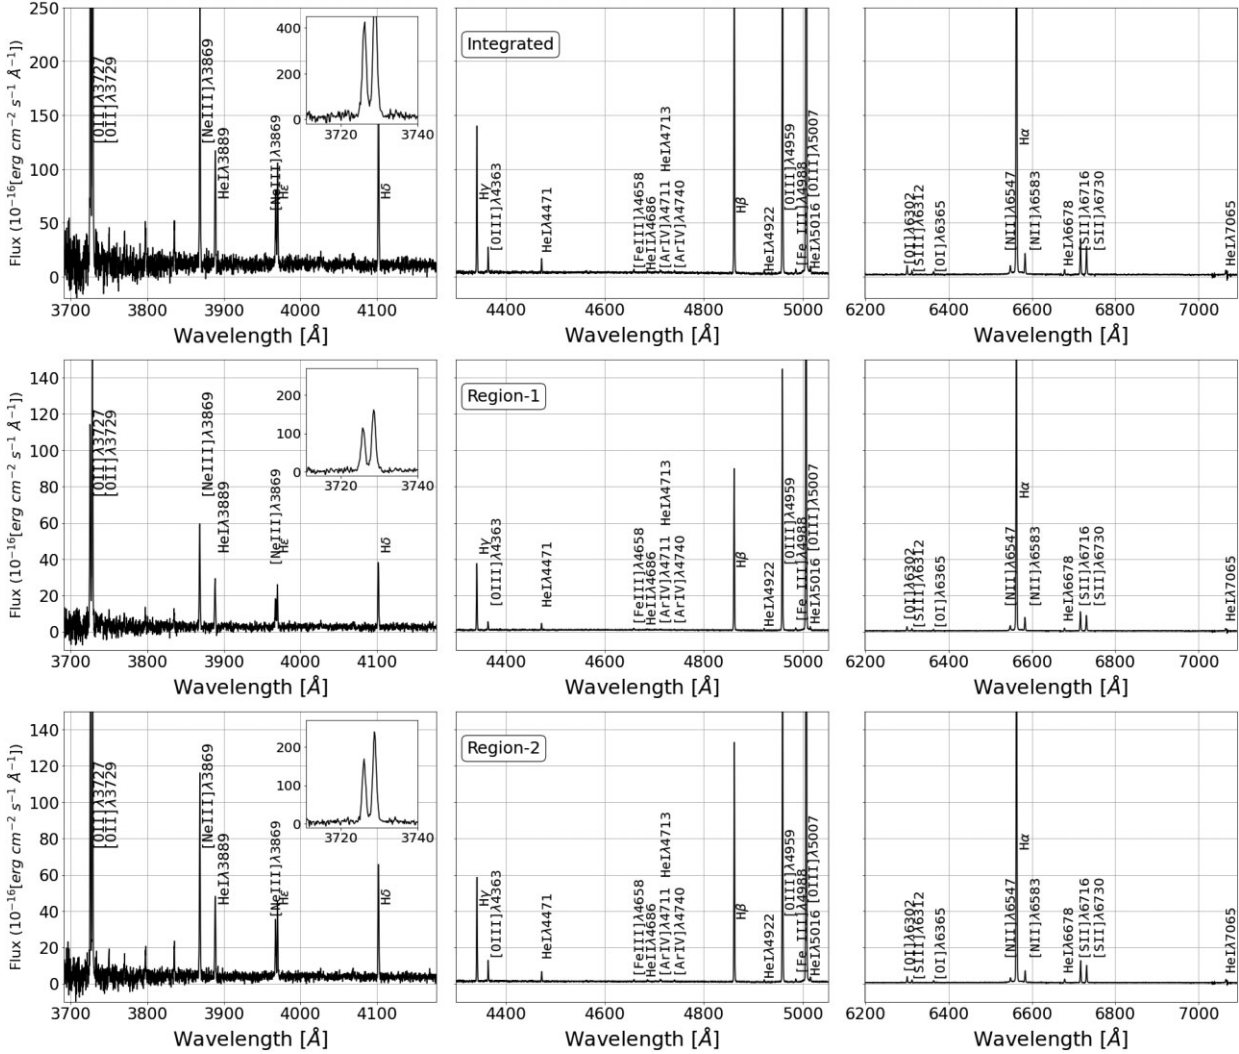 Flux (10⁻¹⁶[erg cm⁻² s⁻¹ Å⁻¹])
250
200
150
100
50
0
[OII]λ3727
[OII]λ3729
[NeIII]λ3869
HeIλ3889
[NeIII]λ3869
Hε
Hδ
400
200
0
3720 3740
3700 3800 3900 4000 4100
Wavelength [Å]
Integrated
Hγ
[OIII]λ4363
HeIλ4471
[FeIII]λ4658
HeIIλ4686
[ArIV]λ4711 HeIλ4713
[ArIV]λ4740
Hβ
HeIλ4922
[OIII]λ4959
[Fe III]λ4988
HeIλ5016 [OIII]λ5007
4400 4600 4800 5000
Wavelength [Å]
[OI]λ6302
[SIII]λ6312
[OI]λ6365
[NII]λ6547
Hα
[NII]λ6583
HeIλ6678
[SII]λ6716
[SII]λ6730
HeIλ7065
6200 6400 6600 6800 7000
Wavelength [Å]
Flux (10⁻¹⁶[erg cm⁻² s⁻¹ Å⁻¹])
140
120
100
80
60
40
20
0
[OII]λ3727
[OII]λ3729
[NeIII]λ3869
HeIλ3889
[NeIII]λ3869
Hε
Hδ
200
100
0
3720 3740
3700 3800 3900 4000 4100
Wavelength [Å]
Region-1
Hγ
[OIII]λ4363
HeIλ4471
[FeIII]λ4658
HeIIλ4686
[ArIV]λ4711 HeIλ4713
[ArIV]λ4740
Hβ
HeIλ4922
[OIII]λ4959
[Fe III]λ4988
HeIλ5016 [OIII]λ5007
4400 4600 4800 5000
Wavelength [Å]
[OI]λ6302
[SIII]λ6312
[OI]λ6365
[NII]λ6547
Hα
[NII]λ6583
HeIλ6678
[SII]λ6716
[SII]λ6730
HeIλ7065
6200 6400 6600 6800 7000
Wavelength [Å]
Flux (10⁻¹⁶[erg cm⁻² s⁻¹ Å⁻¹])
140
120
100
80
60
40
20
0
[OII]λ3727
[OII]λ3729
[NeIII]λ3869
HeIλ3889
[NeIII]λ3869
Hε
Hδ
200
100
0
3720 3740
3700 3800 3900 4000 4100
Wavelength [Å]
Region-2
Hγ
[OIII]λ4363
HeIλ4471
[FeIII]λ4658
HeIIλ4686
[ArIV]λ4711 HeIλ4713
[ArIV]λ4740
Hβ
HeIλ4922
[OIII]λ4959
[Fe III]λ4988
HeIλ5016 [OIII]λ5007
4400 4600 4800 5000
Wavelength [Å]
[OI]λ6302
[SIII]λ6312
[OI]λ6365
[NII]λ6547
Hα
[NII]λ6583
HeIλ6678
[SII]λ6716
[SII]λ6730
HeIλ7065
6200 6400 6600 6800 7000
Wavelength [Å]